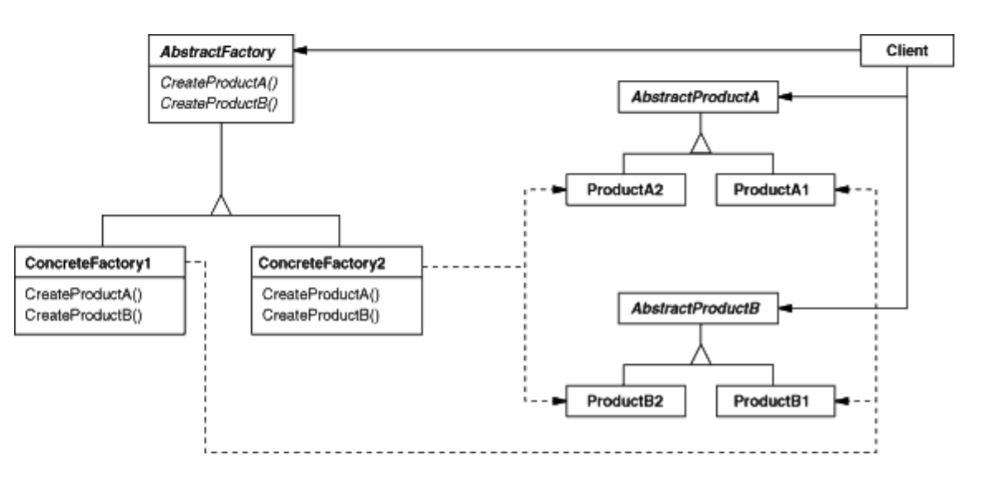 AbstractFactory
CreateProductA()
CreateProductB()
Client
AbstractProductA
ProductA2
ProductA1
ConcreteFactory1
CreateProductA()
CreateProductB()
ConcreteFactory2
CreateProductA()
CreateProductB()
AbstractProductB
ProductB2
ProductB1